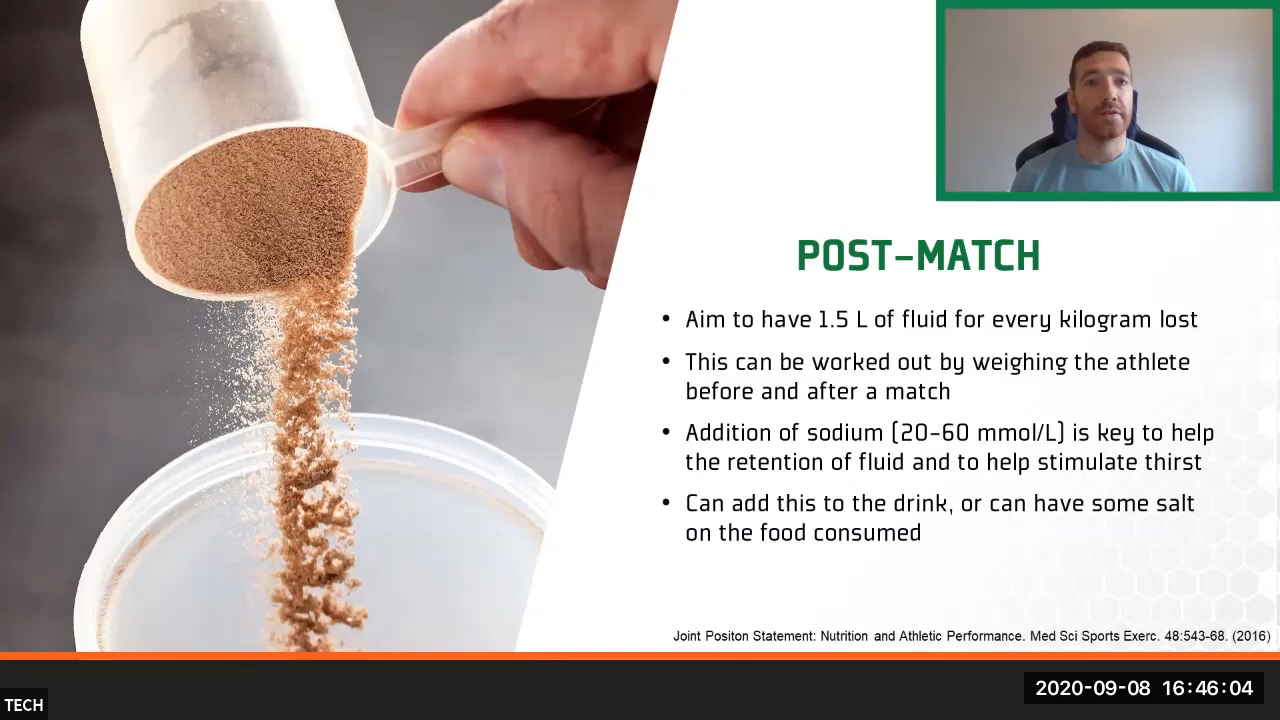 POST-MATCH
• Aim to have 1.5 L of fluid for every kilogram lost
• This can be worked out by weighing the athlete
before and after a match
• Addition of sodium (20-60 mmol/L) is key to help
the retention of fluid and to help stimulate thirst
• Can add this to the drink, or can have some salt
on the food consumed
Joint Positon Statement: Nutrition and Athletic Performance. Med Sci Sports Exerc. 48:543-68. (2016)
2020-09-08 16:46:04
TECH